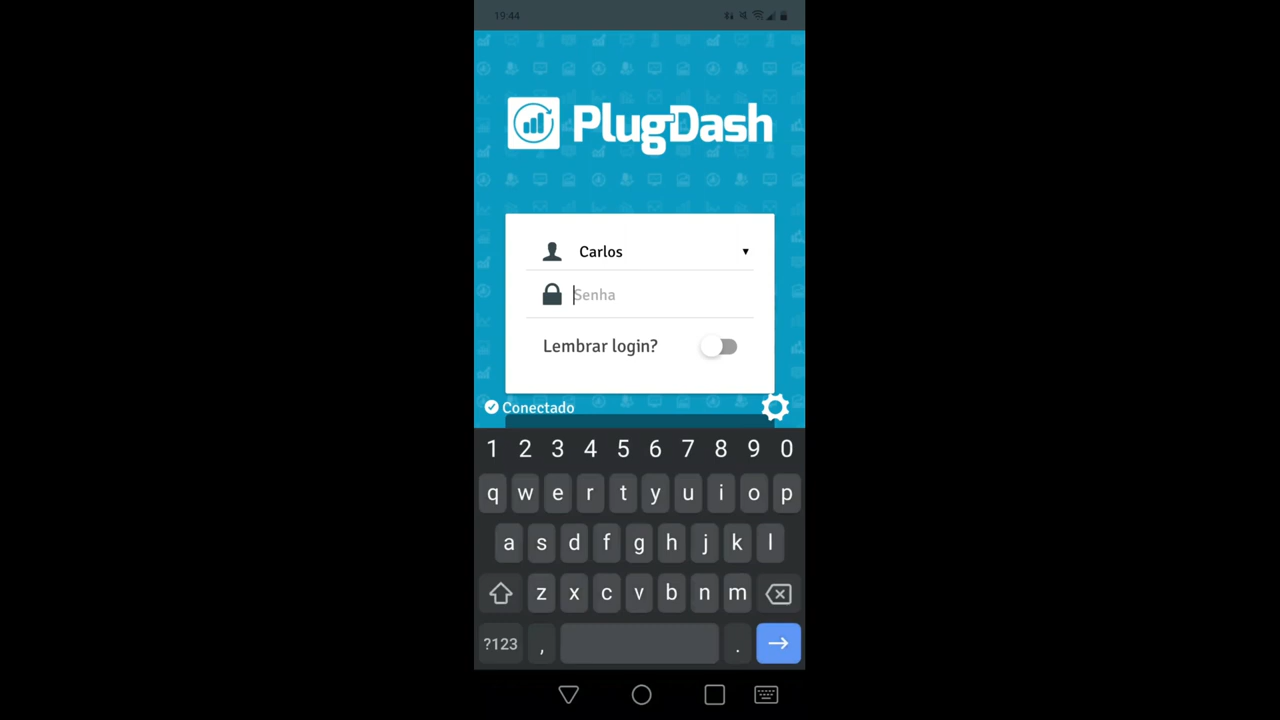 19:44
PlugDash
Carlos
Senha
Lembrar login?
Conectado
1 2 3 4 5 6 7 8 9 0
q w e r t y u i o p
a s d f g h j k l
z x c v b n m
?123 , .